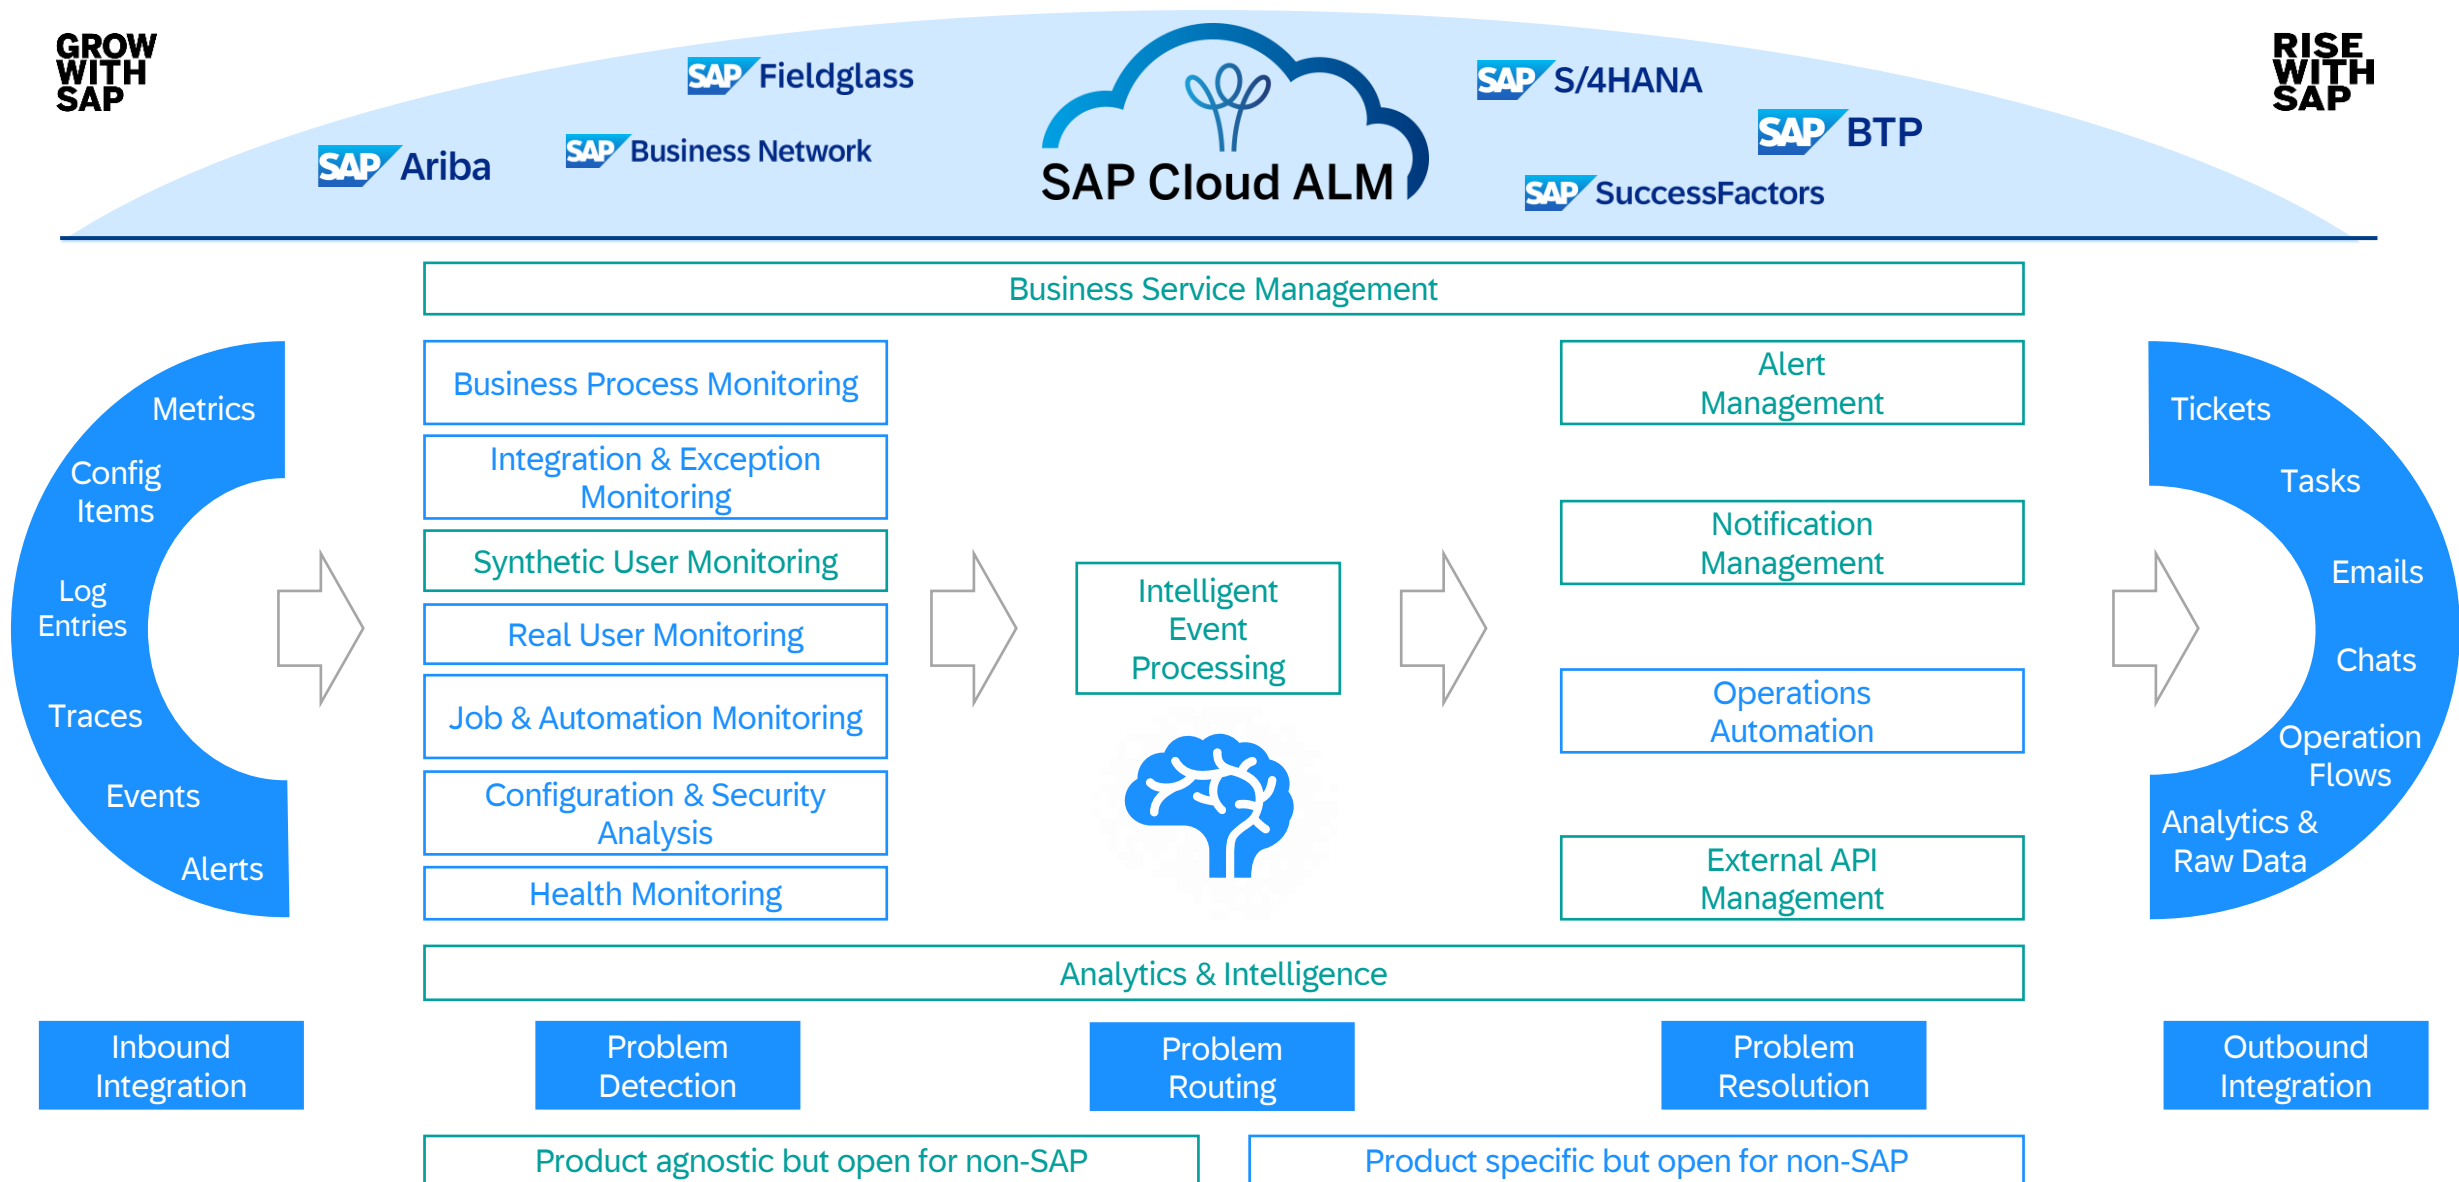 GROW
WITH
SAP
RISE
WITH
SAP
SAP Fieldglass
SAP S/4HANA
SAP BTP
SAP Business Network
SAP Ariba
SAP Cloud ALM
SAP SuccessFactors
Business Service Management
Metrics
Config
Items
Log
Entries
Traces
Events
Alerts
Business Process Monitoring
Integration & Exception
Monitoring
Synthetic User Monitoring
Real User Monitoring
Job & Automation Monitoring
Configuration & Security
Analysis
Health Monitoring
Intelligent
Event
Processing
Alert
Management
Notification
Management
Operations
Automation
External API
Management
Tickets
Tasks
Emails
Chats
Operation
Flows
Analytics &
Raw Data
Analytics & Intelligence
Inbound
Integration
Problem
Detection
Problem
Routing
Problem
Resolution
Outbound
Integration
Product agnostic but open for non-SAP
Product specific but open for non-SAP